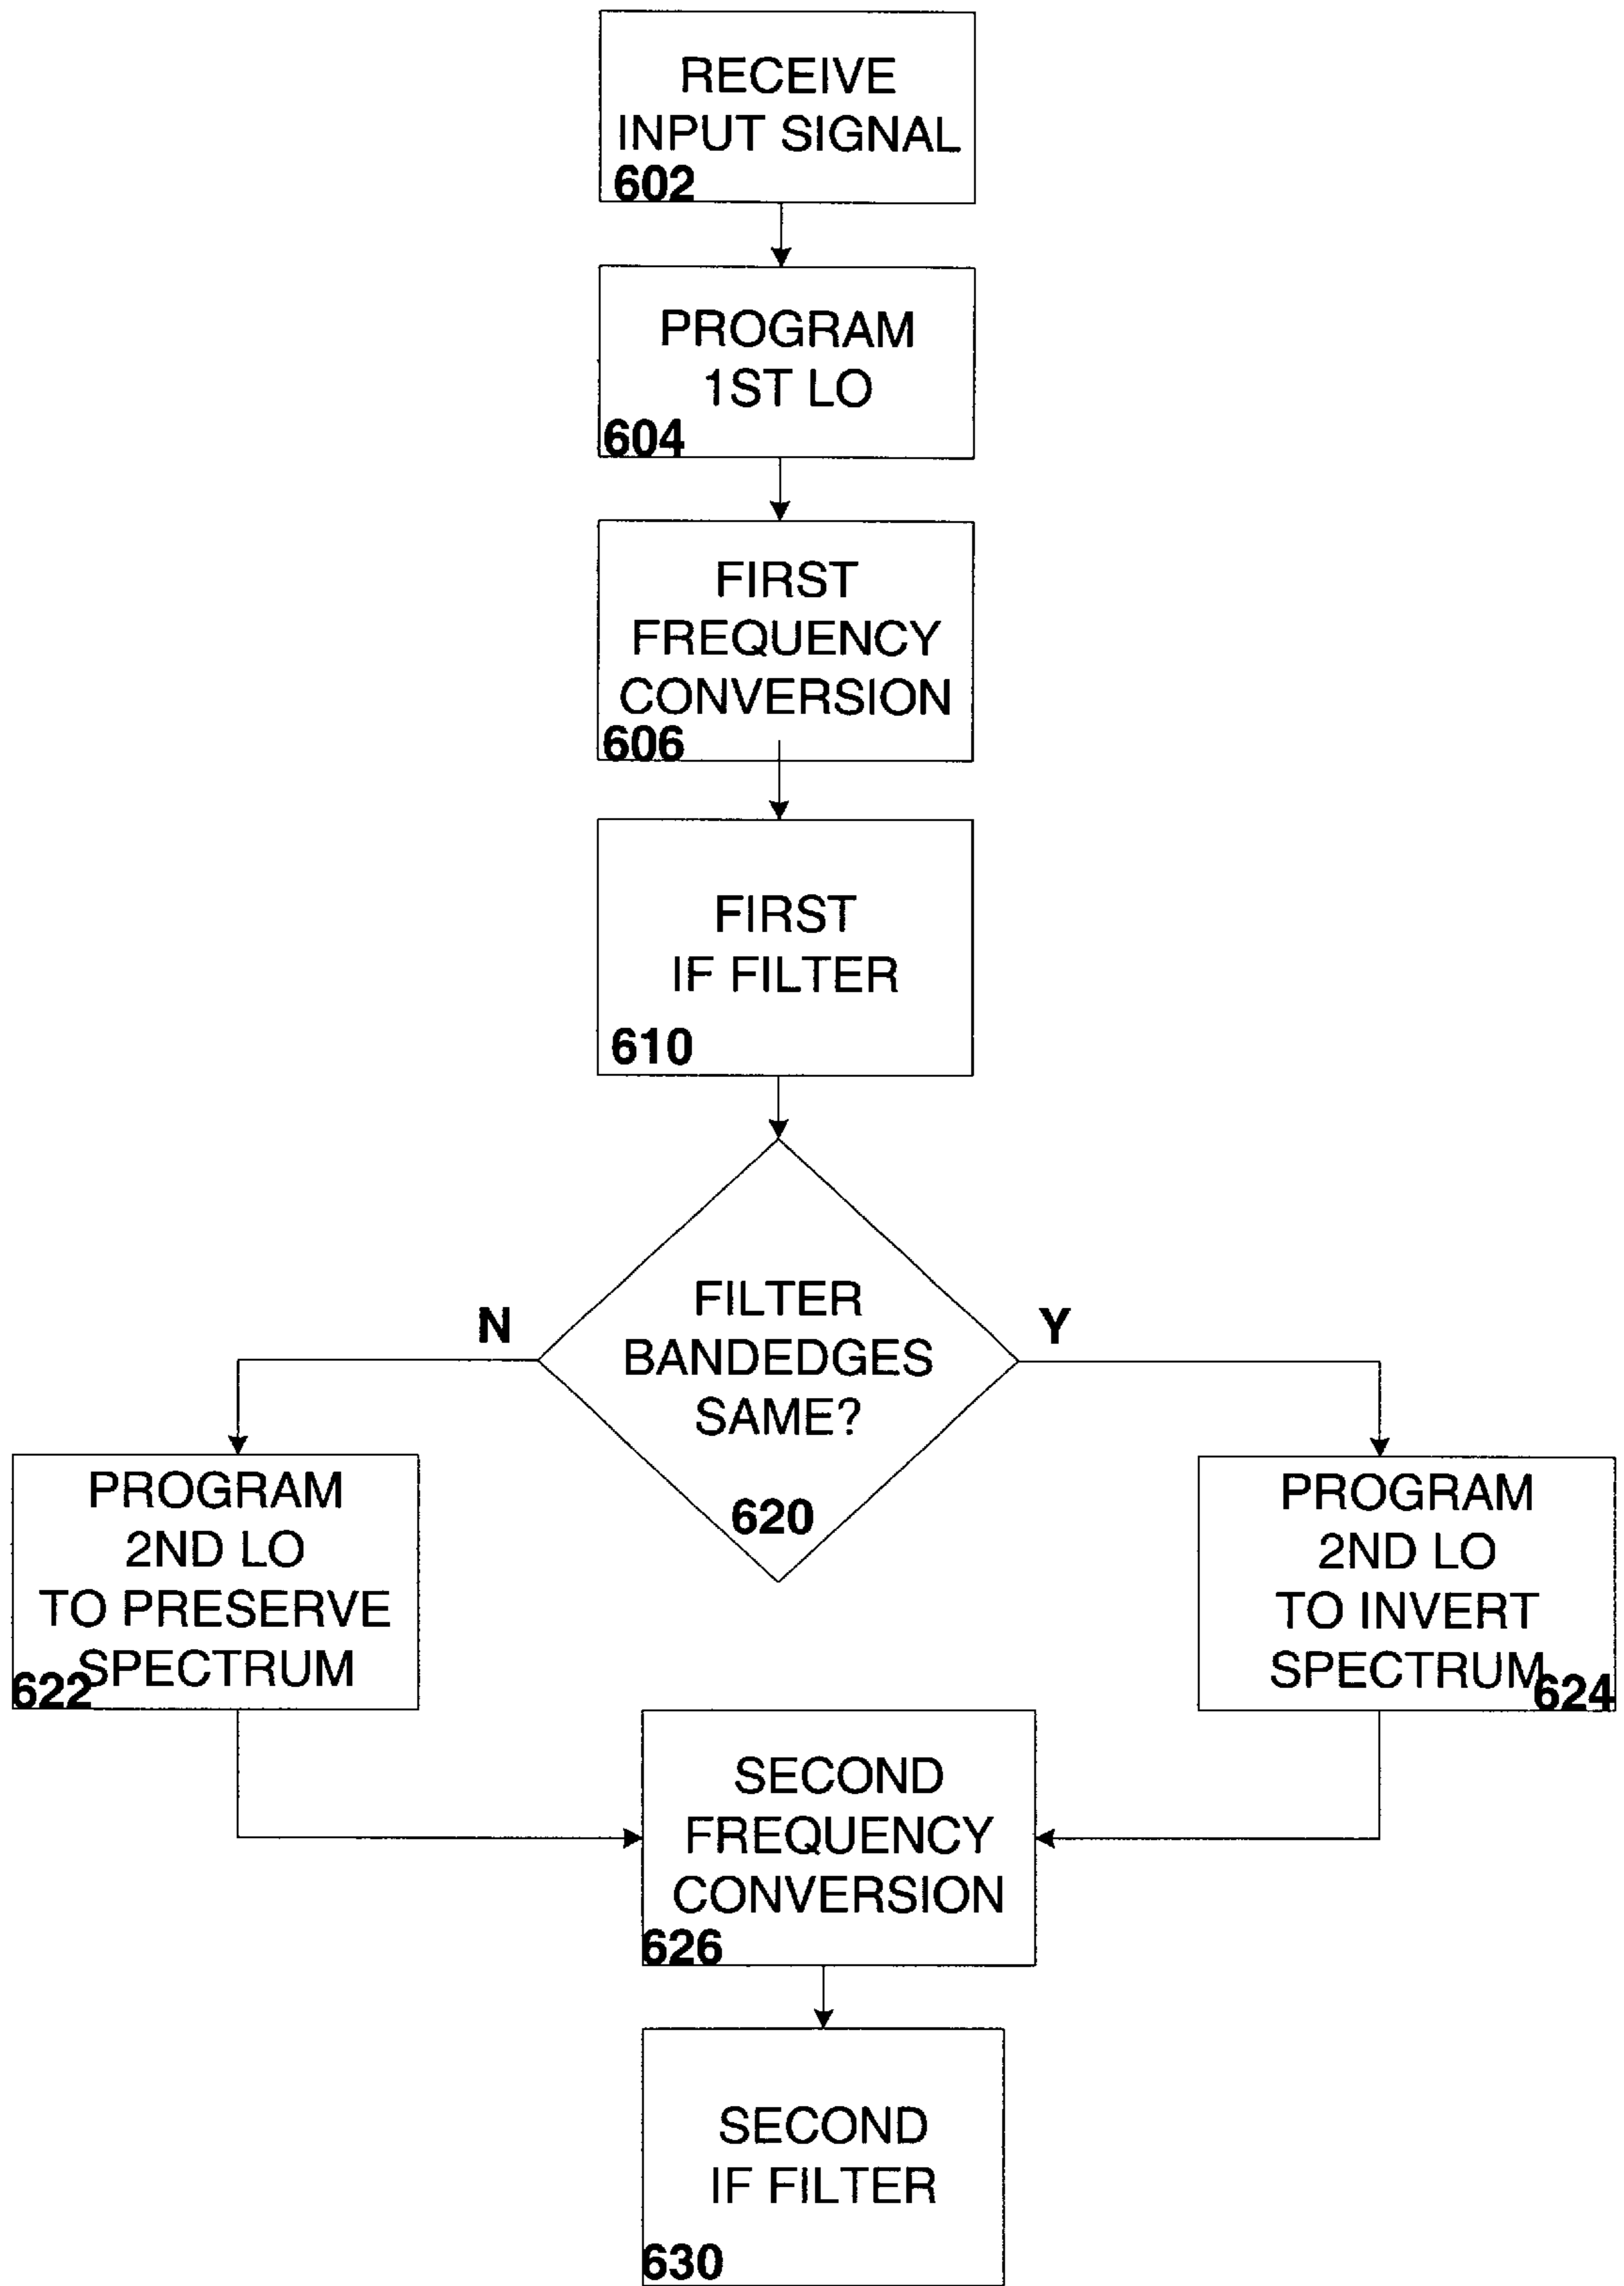 RECEIVE
INPUT SIGNAL
602
PROGRAM
1ST LO
604
FIRST
FREQUENCY
CONVERSION
606
FIRST
IF FILTER
610
FILTER
BANDEDGES
SAME?
620
N
Y
PROGRAM
2ND LO
TO PRESERVE
SPECTRUM
622
PROGRAM
2ND LO
TO INVERT
SPECTRUM
624
SECOND
FREQUENCY
CONVERSION
626
SECOND
IF FILTER
630